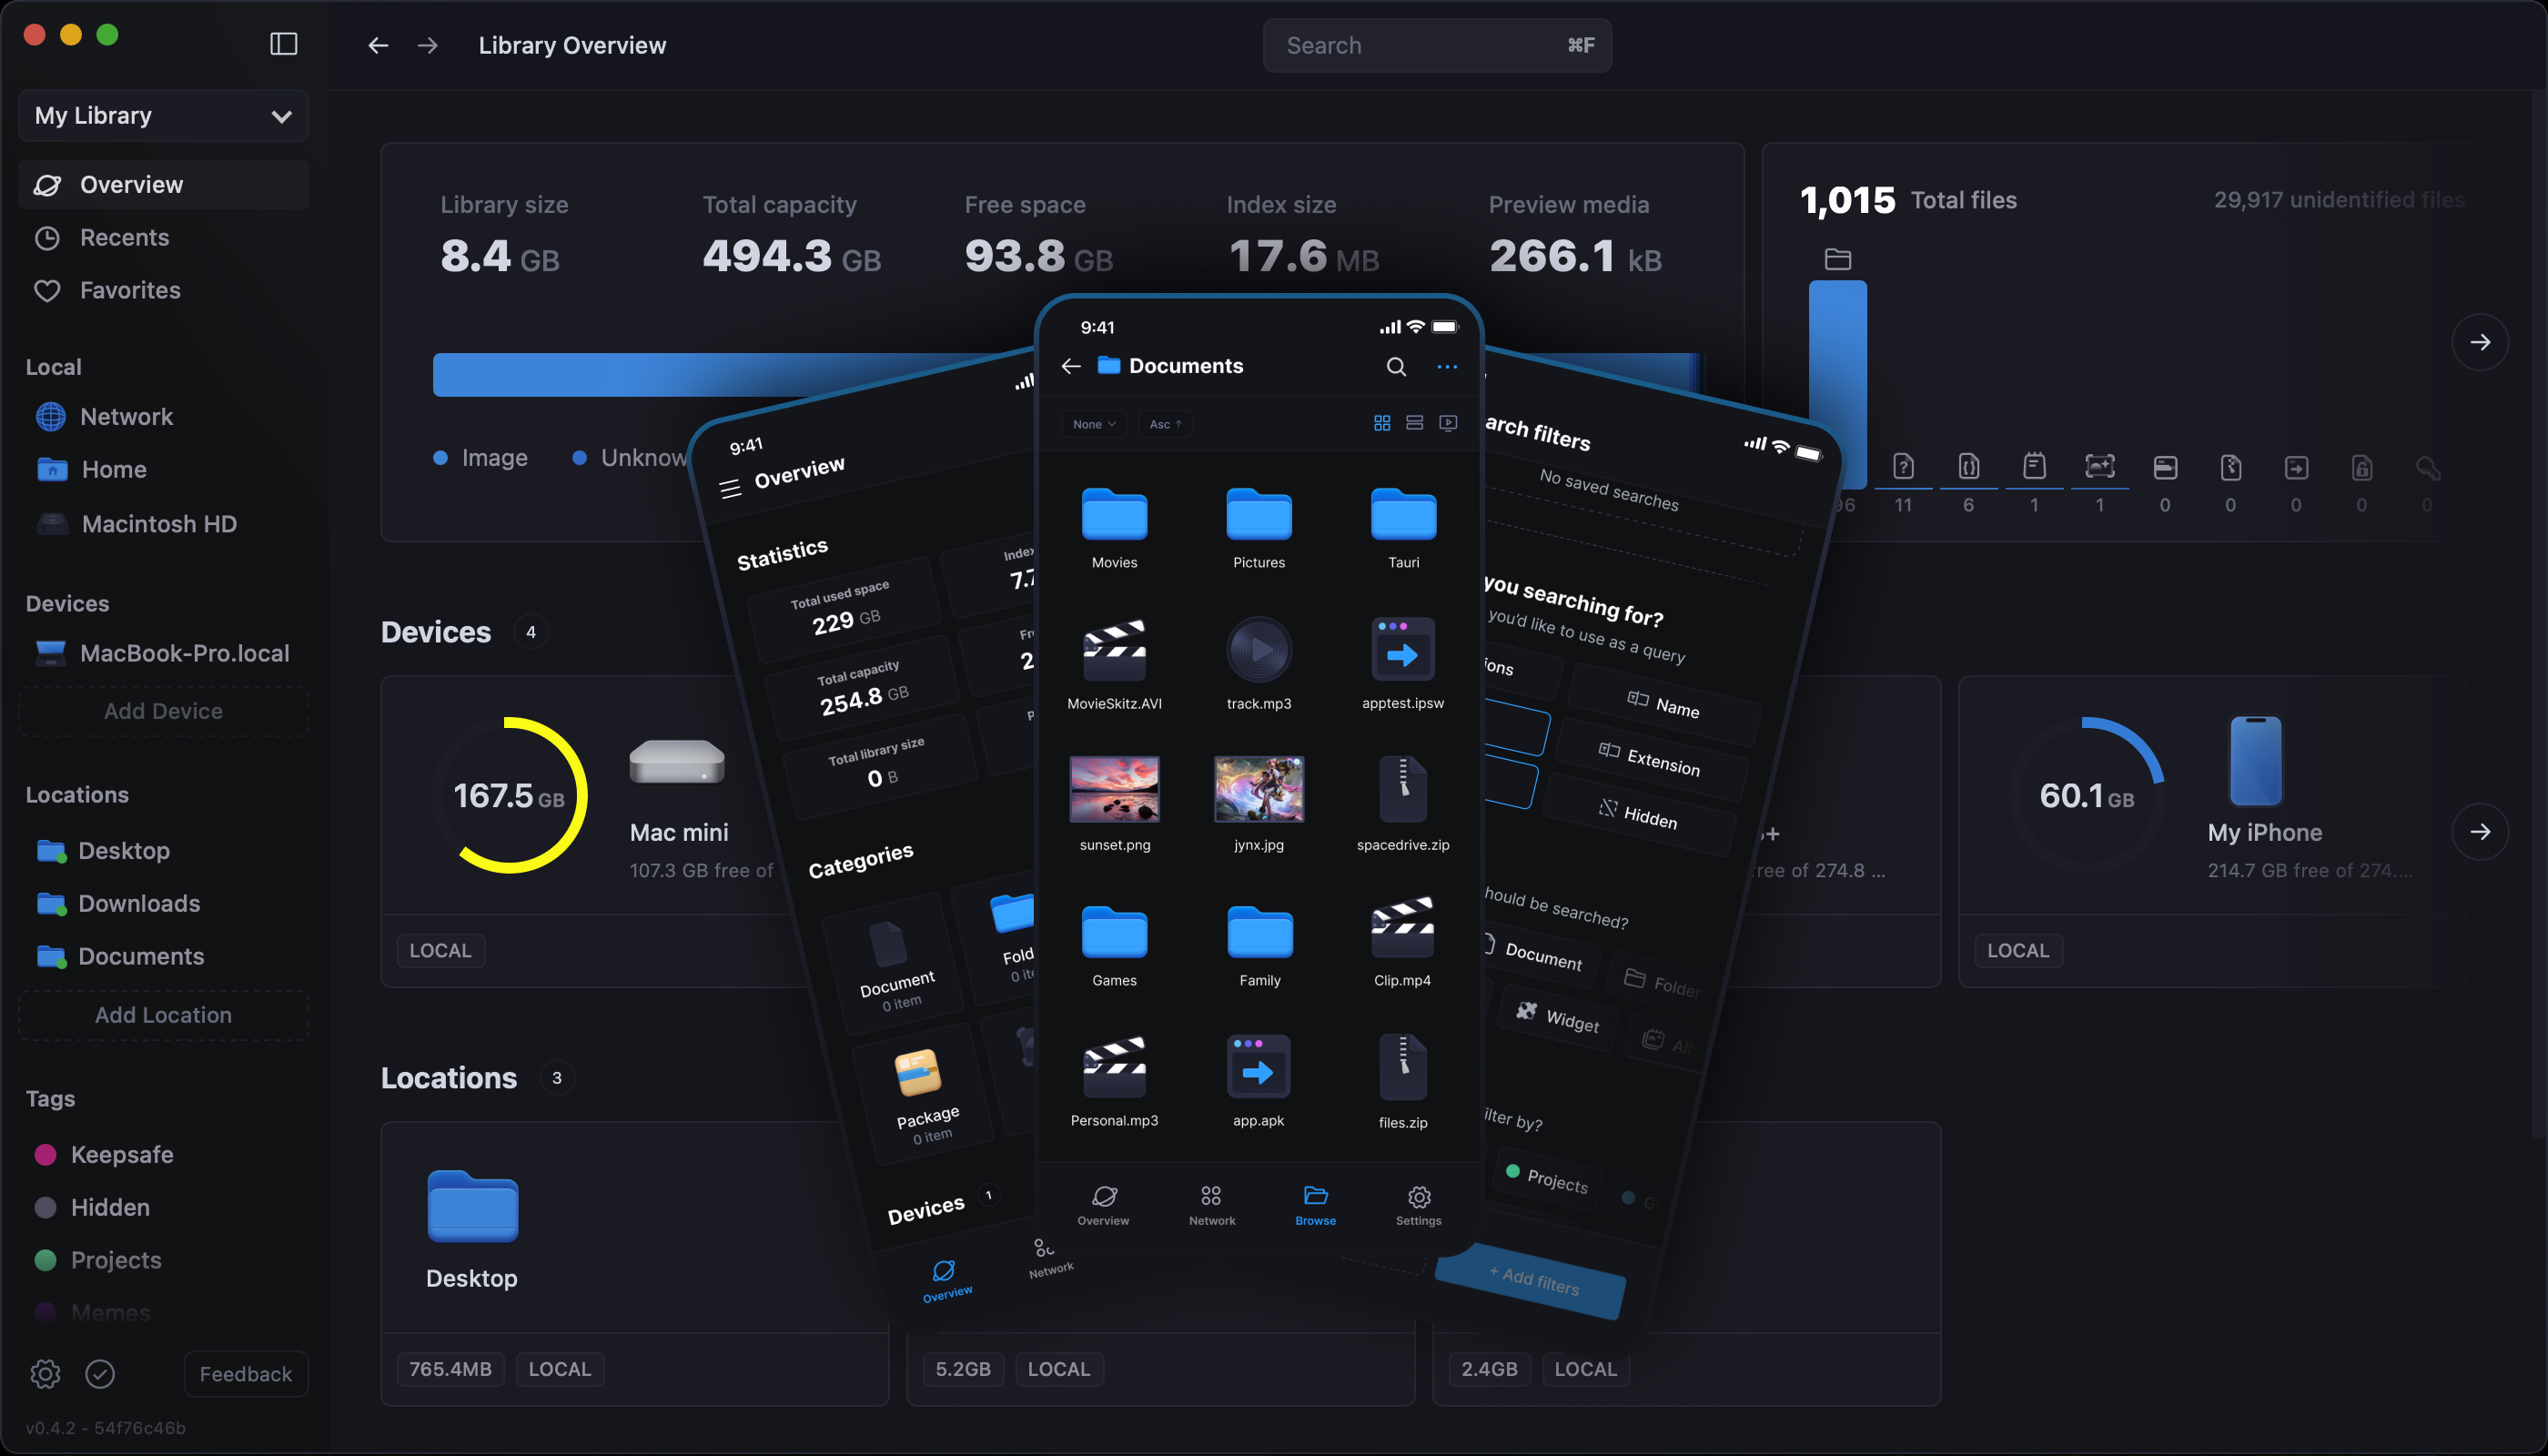 Library Overview
Search ⌘F
My Library
Overview
Recents
Favorites
Local
Network
Home
Macintosh HD
Devices
MacBook-Pro.local
Add Device
Locations
Desktop
Downloads
Documents
Add Location
Tags
Keepsafe
Hidden
Projects
Memes
Feedback
v0.4.2 - 54f76c46b
Library size
8.4 GB
Total capacity
494.3 GB
Free space
93.8 GB
Index size
17.6 MB
Preview media
266.1 kB
Image
Unknow
1,015 Total files
29,917 unidentified files
96 11 6 1 1 0 0 0 0 0
Devices 4
167.5 GB
Mac mini
107.3 GB free of
LOCAL
free of 274.8 ...
60.1 GB
My iPhone
214.7 GB free of 274....
LOCAL
Locations 3
Desktop
765.4MB LOCAL
5.2GB LOCAL
2.4GB LOCAL
9:41
Overview
Statistics
Total used space
229 GB
Index
7.7
Total capacity
254.8 GB
Fr
2
Total library size
0 B
P
Categories
Document
0 item
Fold
0 ite
Package
0 item
Devices 1
Overview
Network
9:41
Documents
None
Asc ↑
Movies
Pictures
Tauri
MovieSkitz.AVI
track.mp3
apptest.ipsw
sunset.png
jynx.jpg
spacedrive.zip
Games
Family
Clip.mp4
Personal.mp3
app.apk
files.zip
Overview
Network
Browse
Settings
arch filters
No saved searches
you searching for?
you'd like to use as a query
ions
Name
Extension
Hidden
hould be searched?
Document
Folder
Widget
Alb
ilter by?
Projects
G
+ Add filters